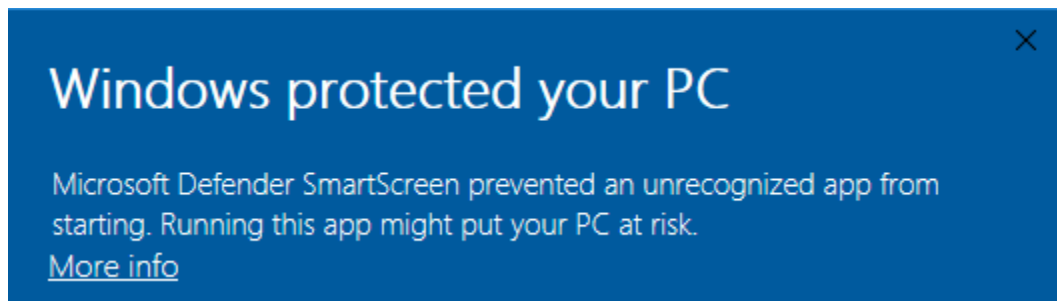 Windows protected your PC
Microsoft Defender SmartScreen prevented an unrecognized app from
starting. Running this app might put your PC at risk.
More info